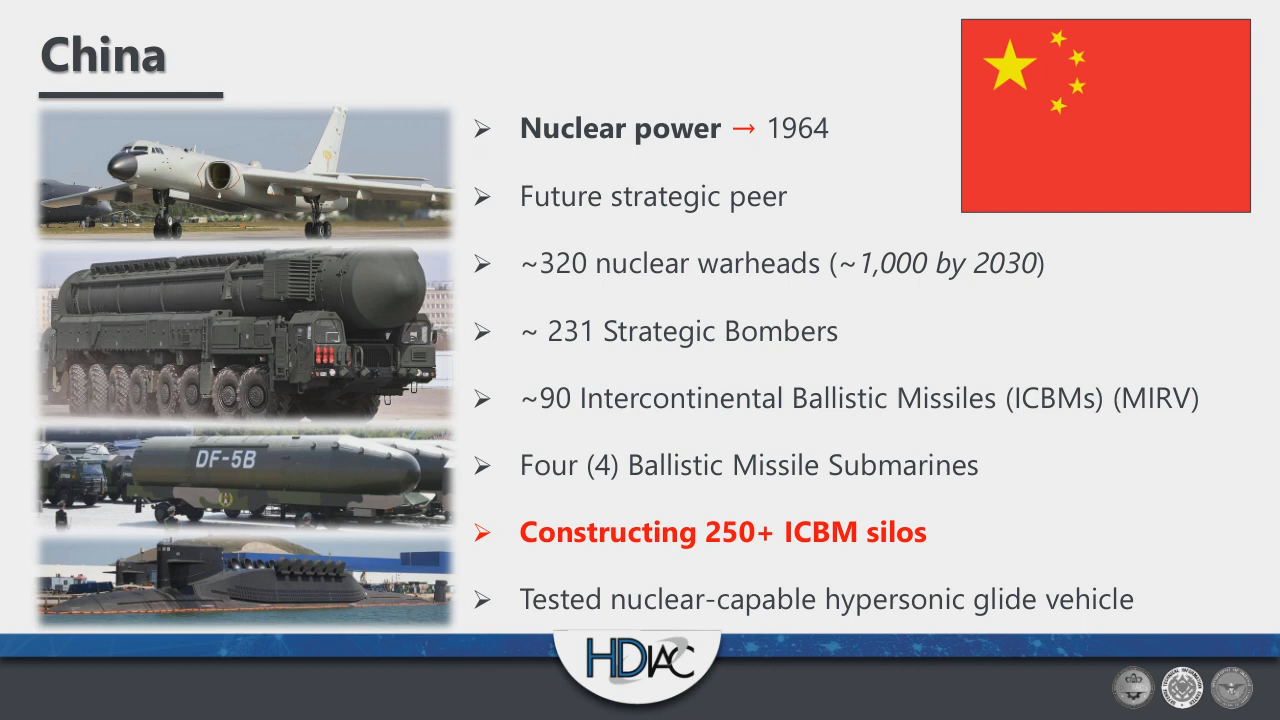 China
Nuclear power → 1964
Future strategic peer
~320 nuclear warheads (~1,000 by 2030)
~ 231 Strategic Bombers
~90 Intercontinental Ballistic Missiles (ICBMs) (MIRV)
Four (4) Ballistic Missile Submarines
Constructing 250+ ICBM silos
Tested nuclear-capable hypersonic glide vehicle
DF-5B
HDIAC